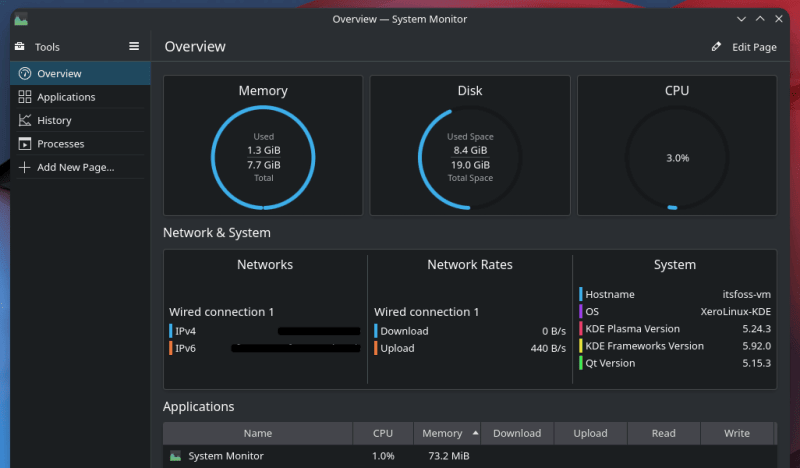 Overview — System Monitor
Tools
Overview
Edit Page
Overview
Applications
History
Processes
Add New Page...
Memory
Used
1.3 GiB
7.7 GiB
Total
Disk
Used Space
8.4 GiB
19.0 GiB
Total Space
CPU
3.0%
Network & System
Networks
Wired connection 1
IPv4
IPv6
Network Rates
Wired connection 1
Download 0 B/s
Upload 440 B/s
System
Hostname itsfoss-vm
OS XeroLinux-KDE
KDE Plasma Version 5.24.3
KDE Frameworks Version 5.92.0
Qt Version 5.15.3
Applications
Name CPU Memory Download Upload Read Write
System Monitor 1.0% 73.2 MiB